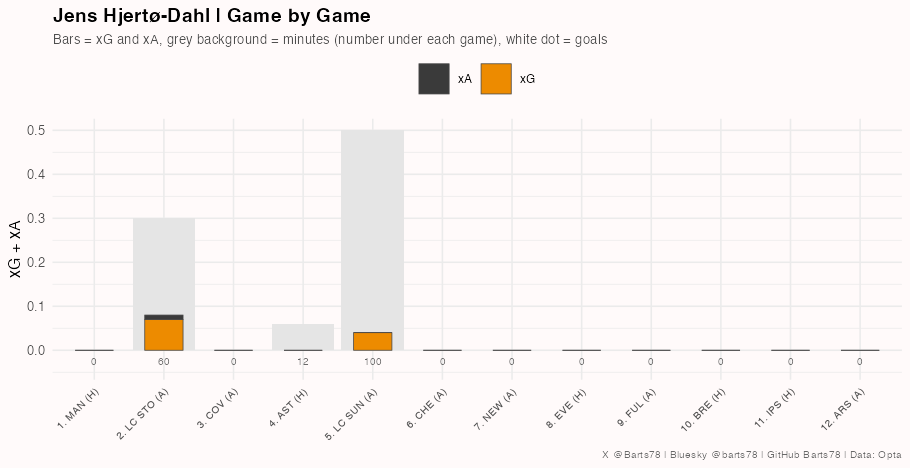 Jens Hjertø-Dahl | Game by Game
Bars = xG and xA, grey background = minutes (number under each game), white dot = goals
xA xG
xG + xA
0.5
0.4
0.3
0.2
0.1
0.0
0 60 0 12 100 0 0 0 0 0 0 0
1. MAN (H)
2. LC STO (A)
3. COV (A)
4. AST (H)
5. LC SUN (A)
6. CHE (A)
7. NEW (A)
8. EVE (H)
9. FUL (A)
10. BRE (H)
11. IPS (H)
12. ARS (A)
X @Barts78 | Bluesky @barts78 | GitHub Barts78 | Data: Opta